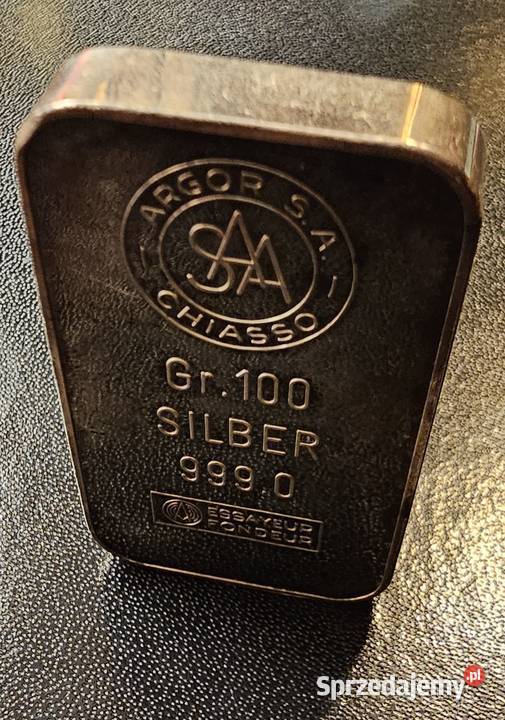 ARGOR S.A.
SAA
CHIASSO
Gr.100
SILBER
999.0
ESSAYEUR
FONDEUR
Sprzedajemy.pl